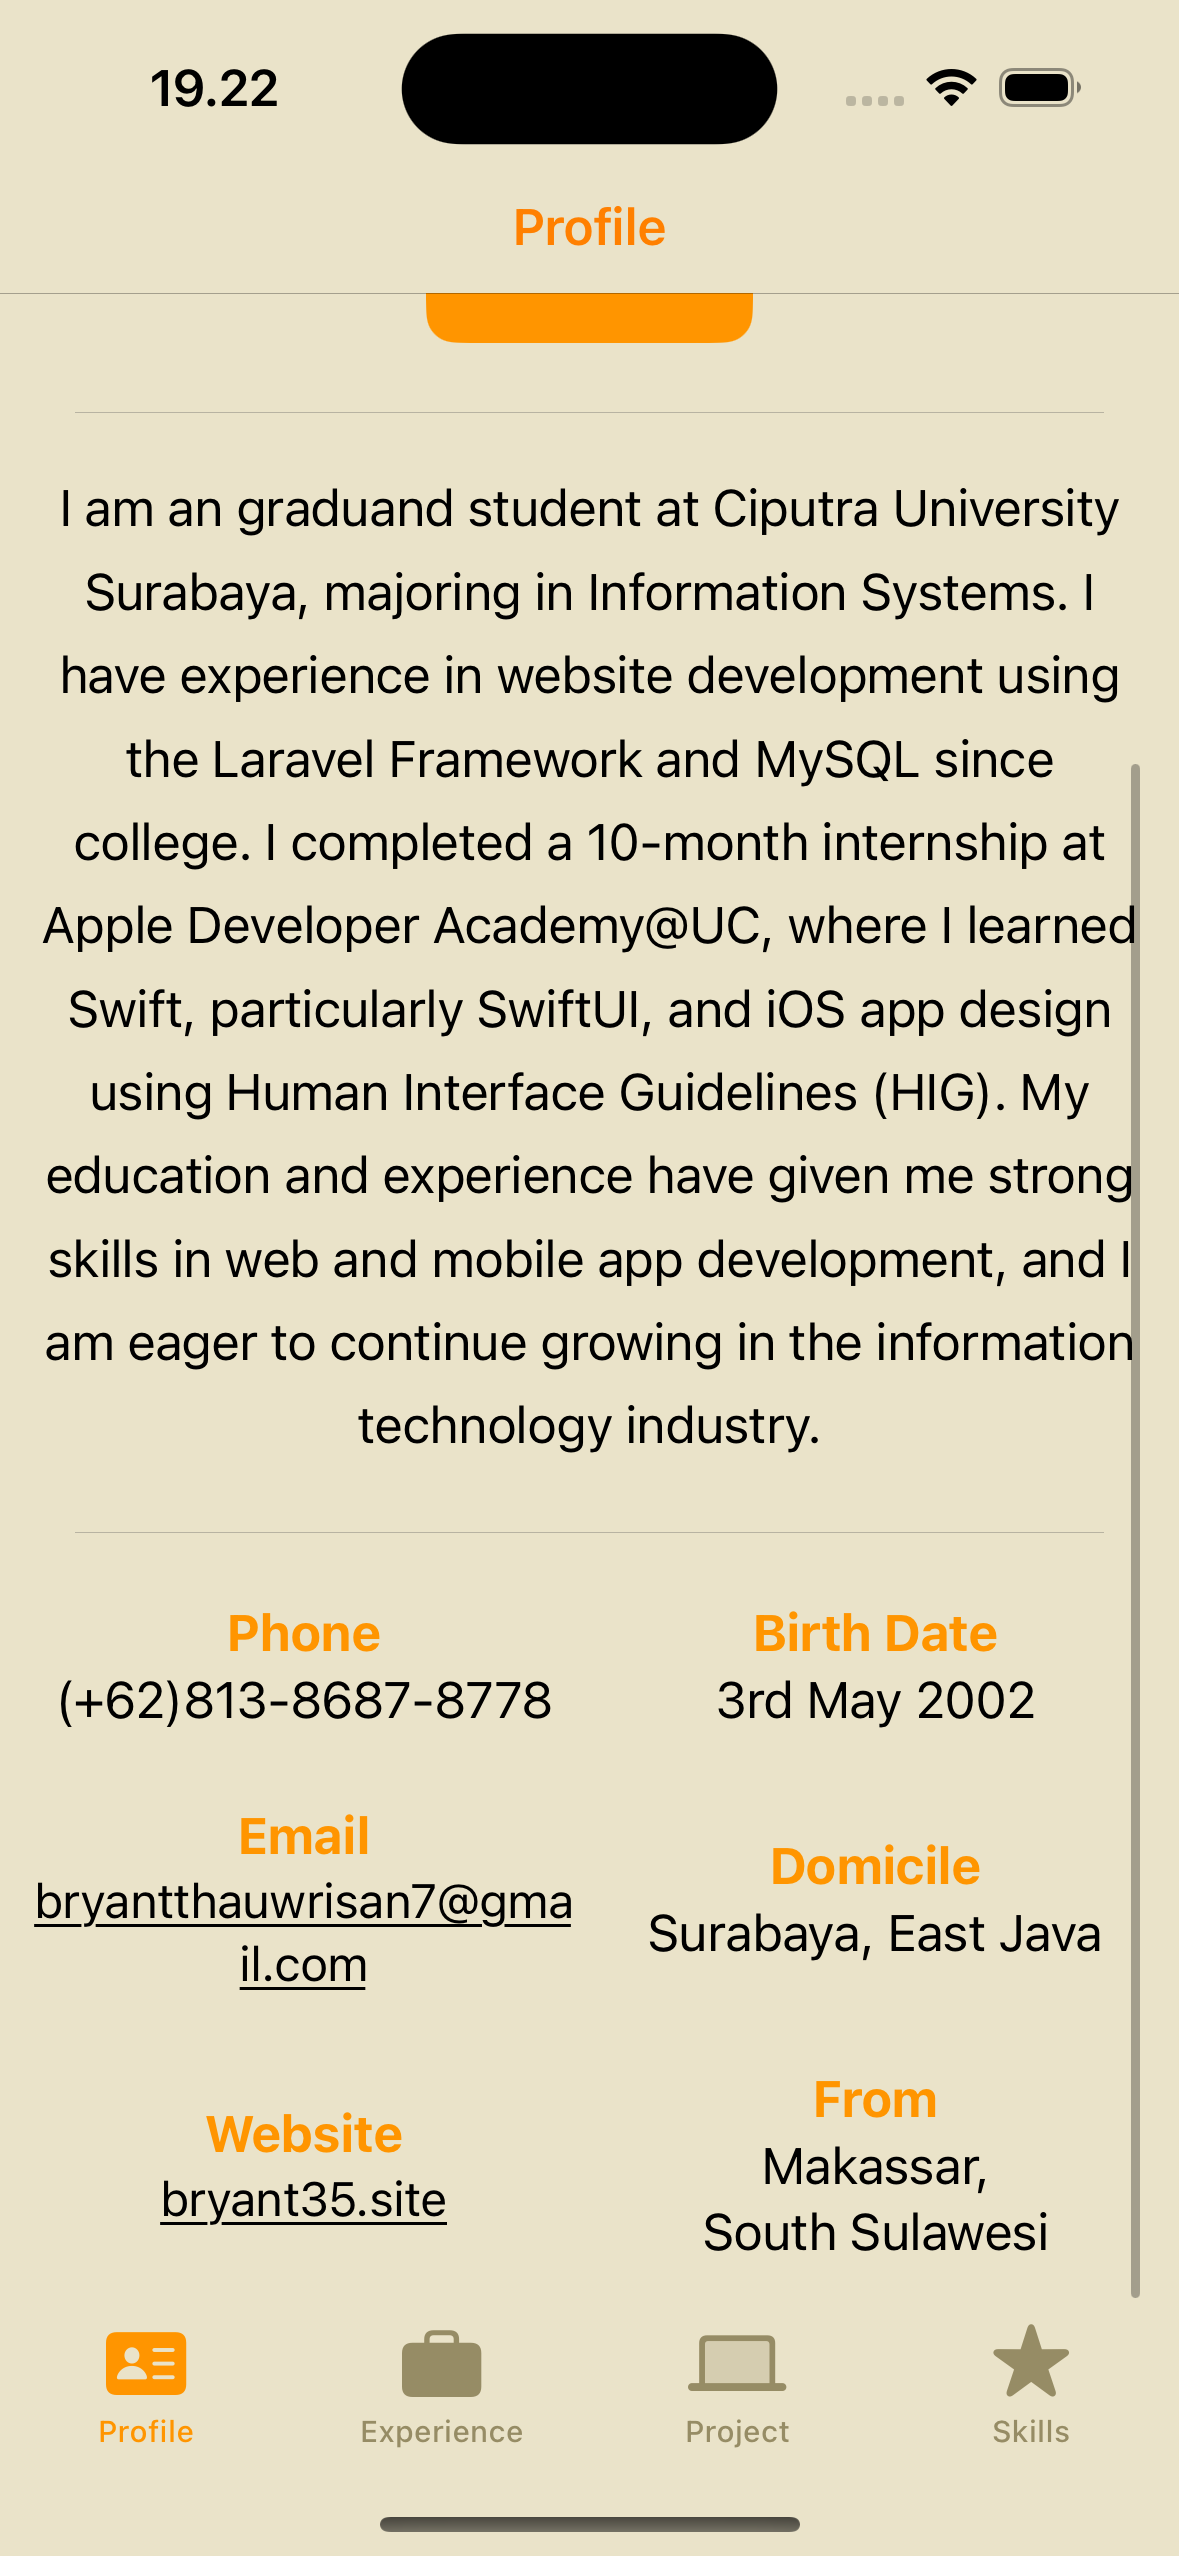 19.22
Profile
I am an graduand student at Ciputra University
Surabaya, majoring in Information Systems. I
have experience in website development using
the Laravel Framework and MySQL since
college. I completed a 10-month internship at
Apple Developer Academy@UC, where I learned
Swift, particularly SwiftUI, and iOS app design
using Human Interface Guidelines (HIG). My
education and experience have given me strong
skills in web and mobile app development, and I
am eager to continue growing in the information
technology industry.
Phone
(+62)813-8687-8778
Birth Date
3rd May 2002
Email
bryantthauwrisan7@gma
il.com
Domicile
Surabaya, East Java
Website
bryant35.site
From
Makassar,
South Sulawesi
Profile
Experience
Project
Skills